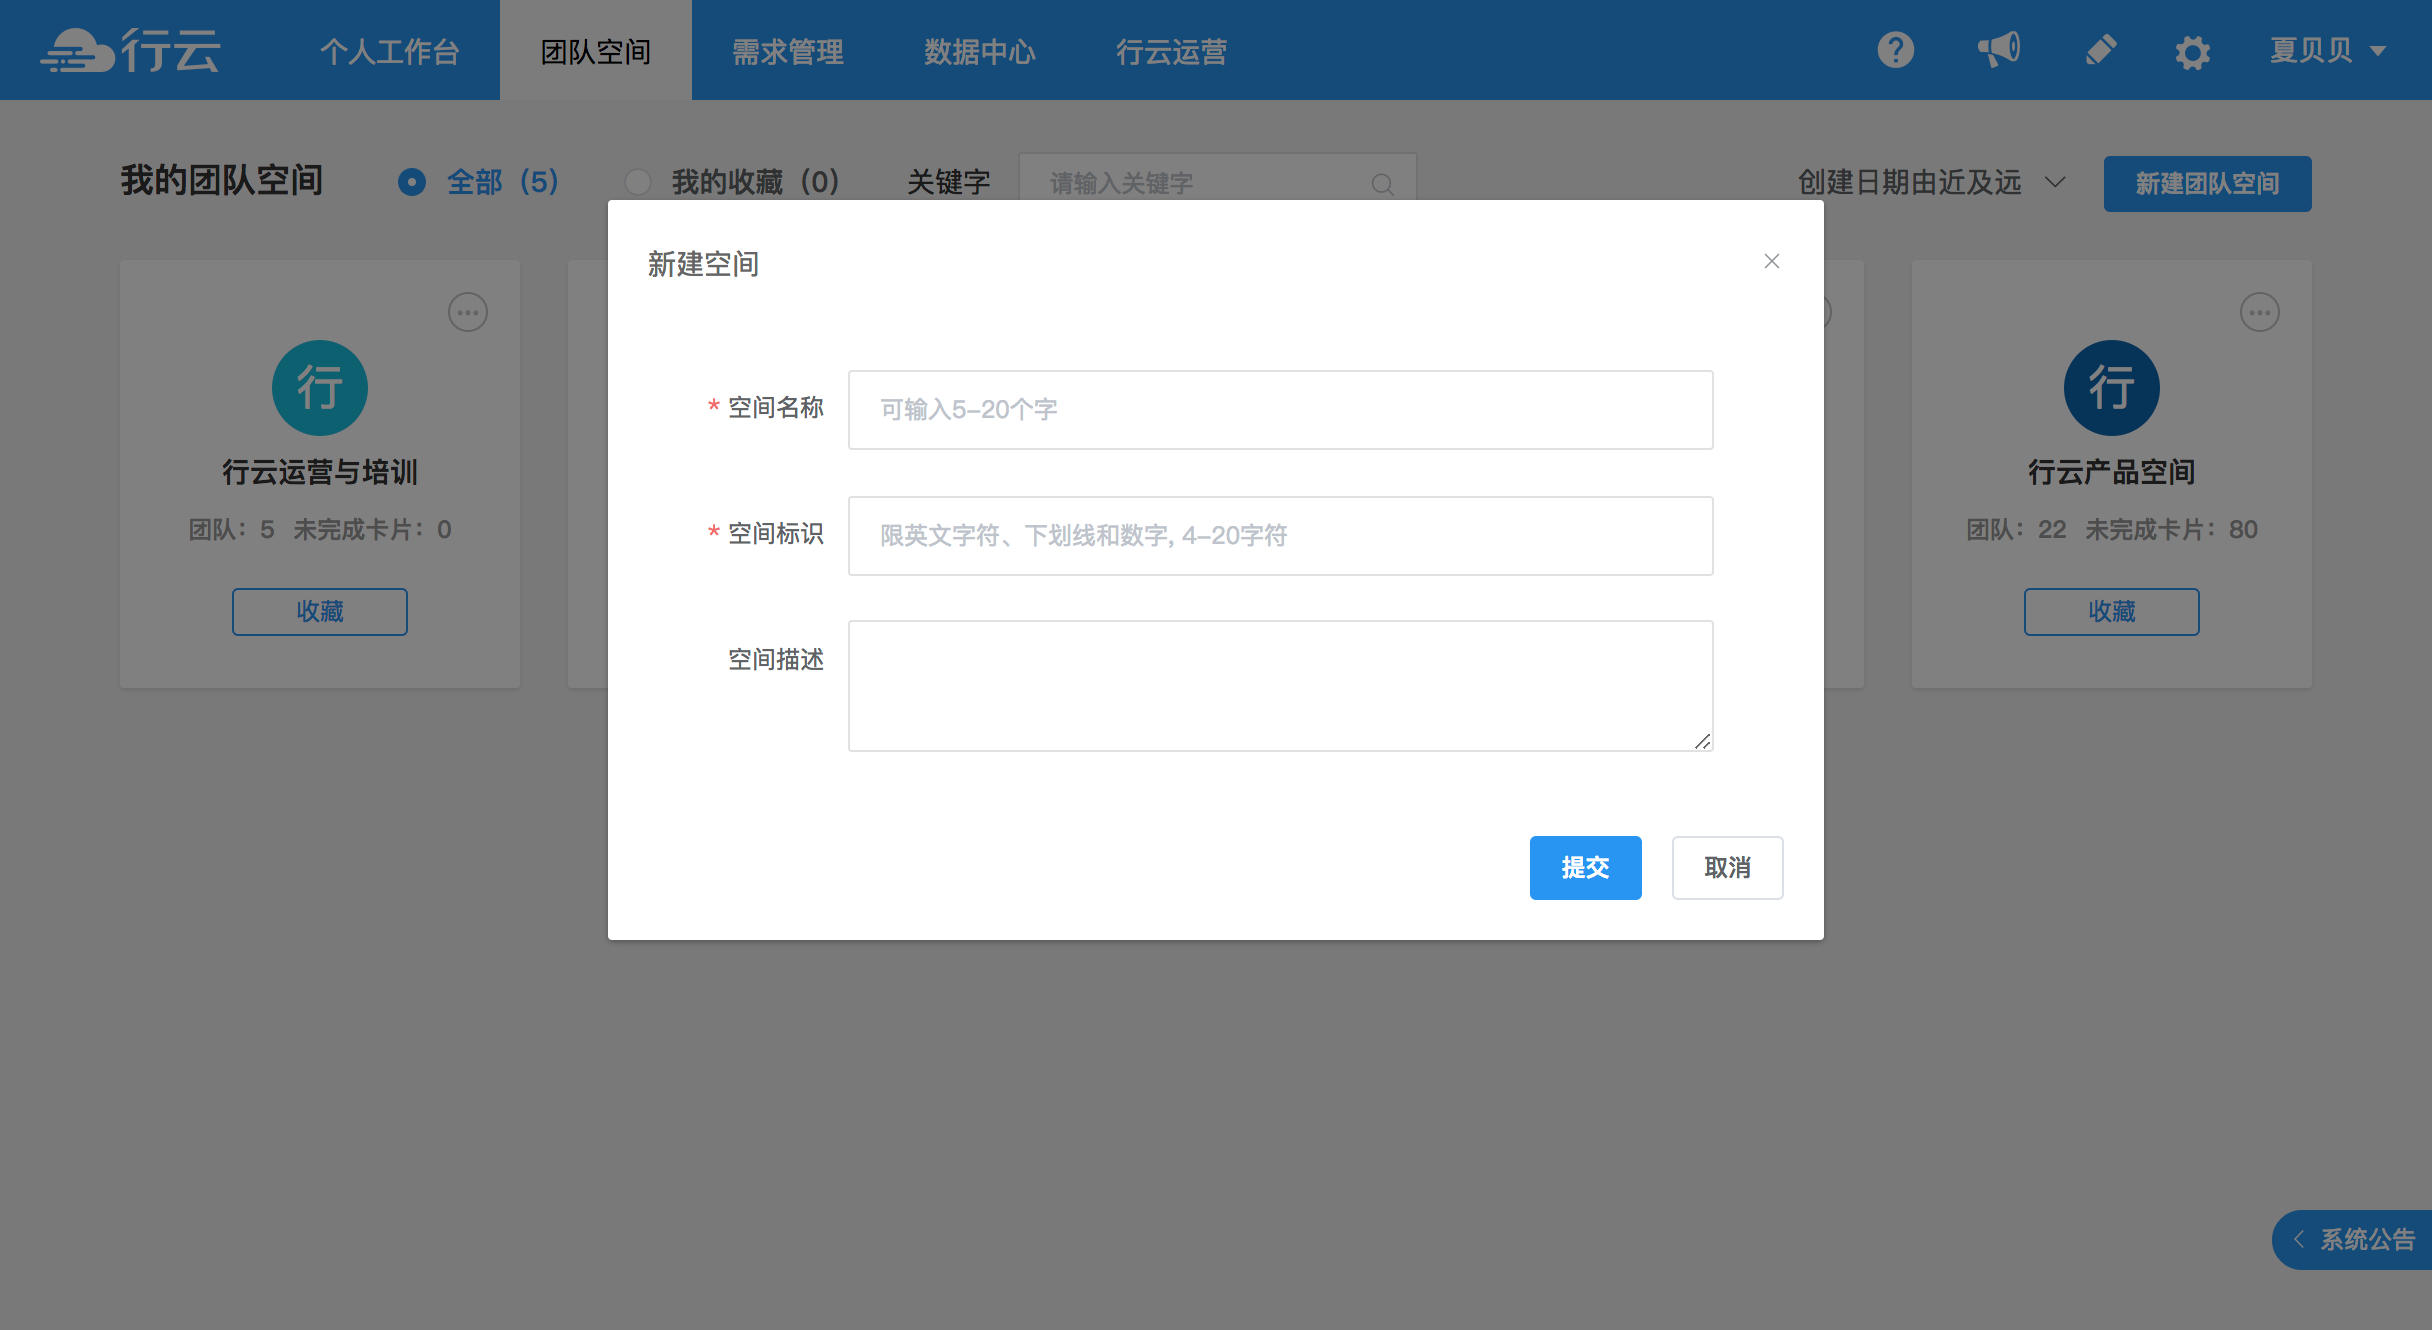 行云
个人工作台
团队空间
需求管理
数据中心
行云运营
夏贝贝
我的团队空间
全部（5）
我的收藏（0）
关键字
请输入关键字
创建日期由近及远
新建团队空间
新建空间
* 空间名称
可输入5-20个字
* 空间标识
限英文字符、下划线和数字, 4-20字符
空间描述
提交
取消
行
行云运营与培训
团队：5 未完成卡片：0
收藏
行
行云产品空间
团队：22 未完成卡片：80
收藏
系统公告